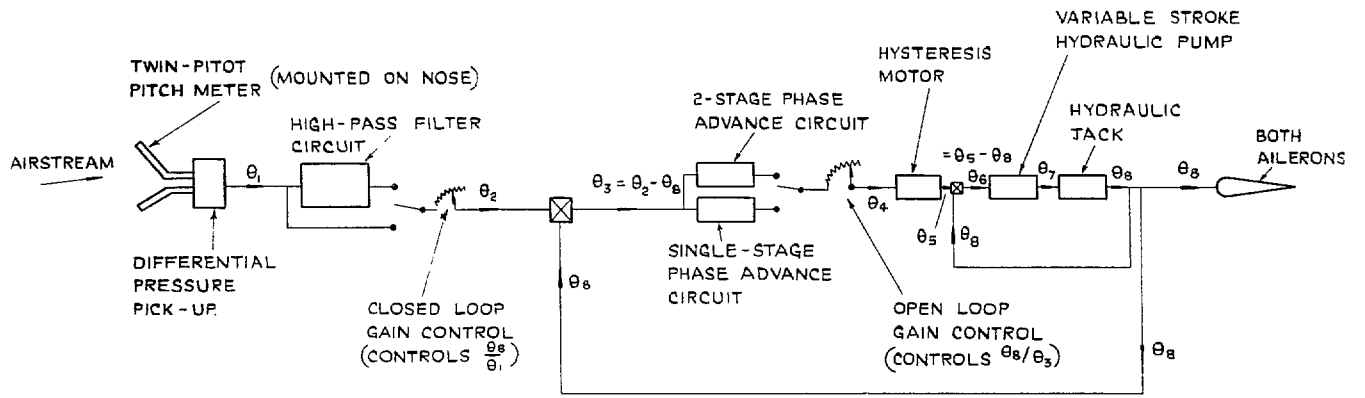 AIRSTREAM
TWIN-PITOT
PITCH METER
(MOUNTED ON NOSE)
DIFFERENTIAL
PRESSURE
PICK-UP.
θ₁
HIGH-PASS FILTER
CIRCUIT
CLOSED LOOP
GAIN CONTROL
(CONTROLS θ₈/θ₁)
θ₂
θ₈
θ₃ = θ₂-θ₈
2-STAGE PHASE
ADVANCE CIRCUIT
SINGLE-STAGE
PHASE ADVANCE
CIRCUIT
OPEN LOOP
GAIN CONTROL
(CONTROLS θ₈/θ₃)
θ₄
HYSTERESIS
MOTOR
θ₅
= θ₅-θ₈
θ₆
θ₈
VARIABLE STROKE
HYDRAULIC PUMP
θ₇
HYDRAULIC
JACK
θ₈
θ₈
θ₈
BOTH
AILERONS